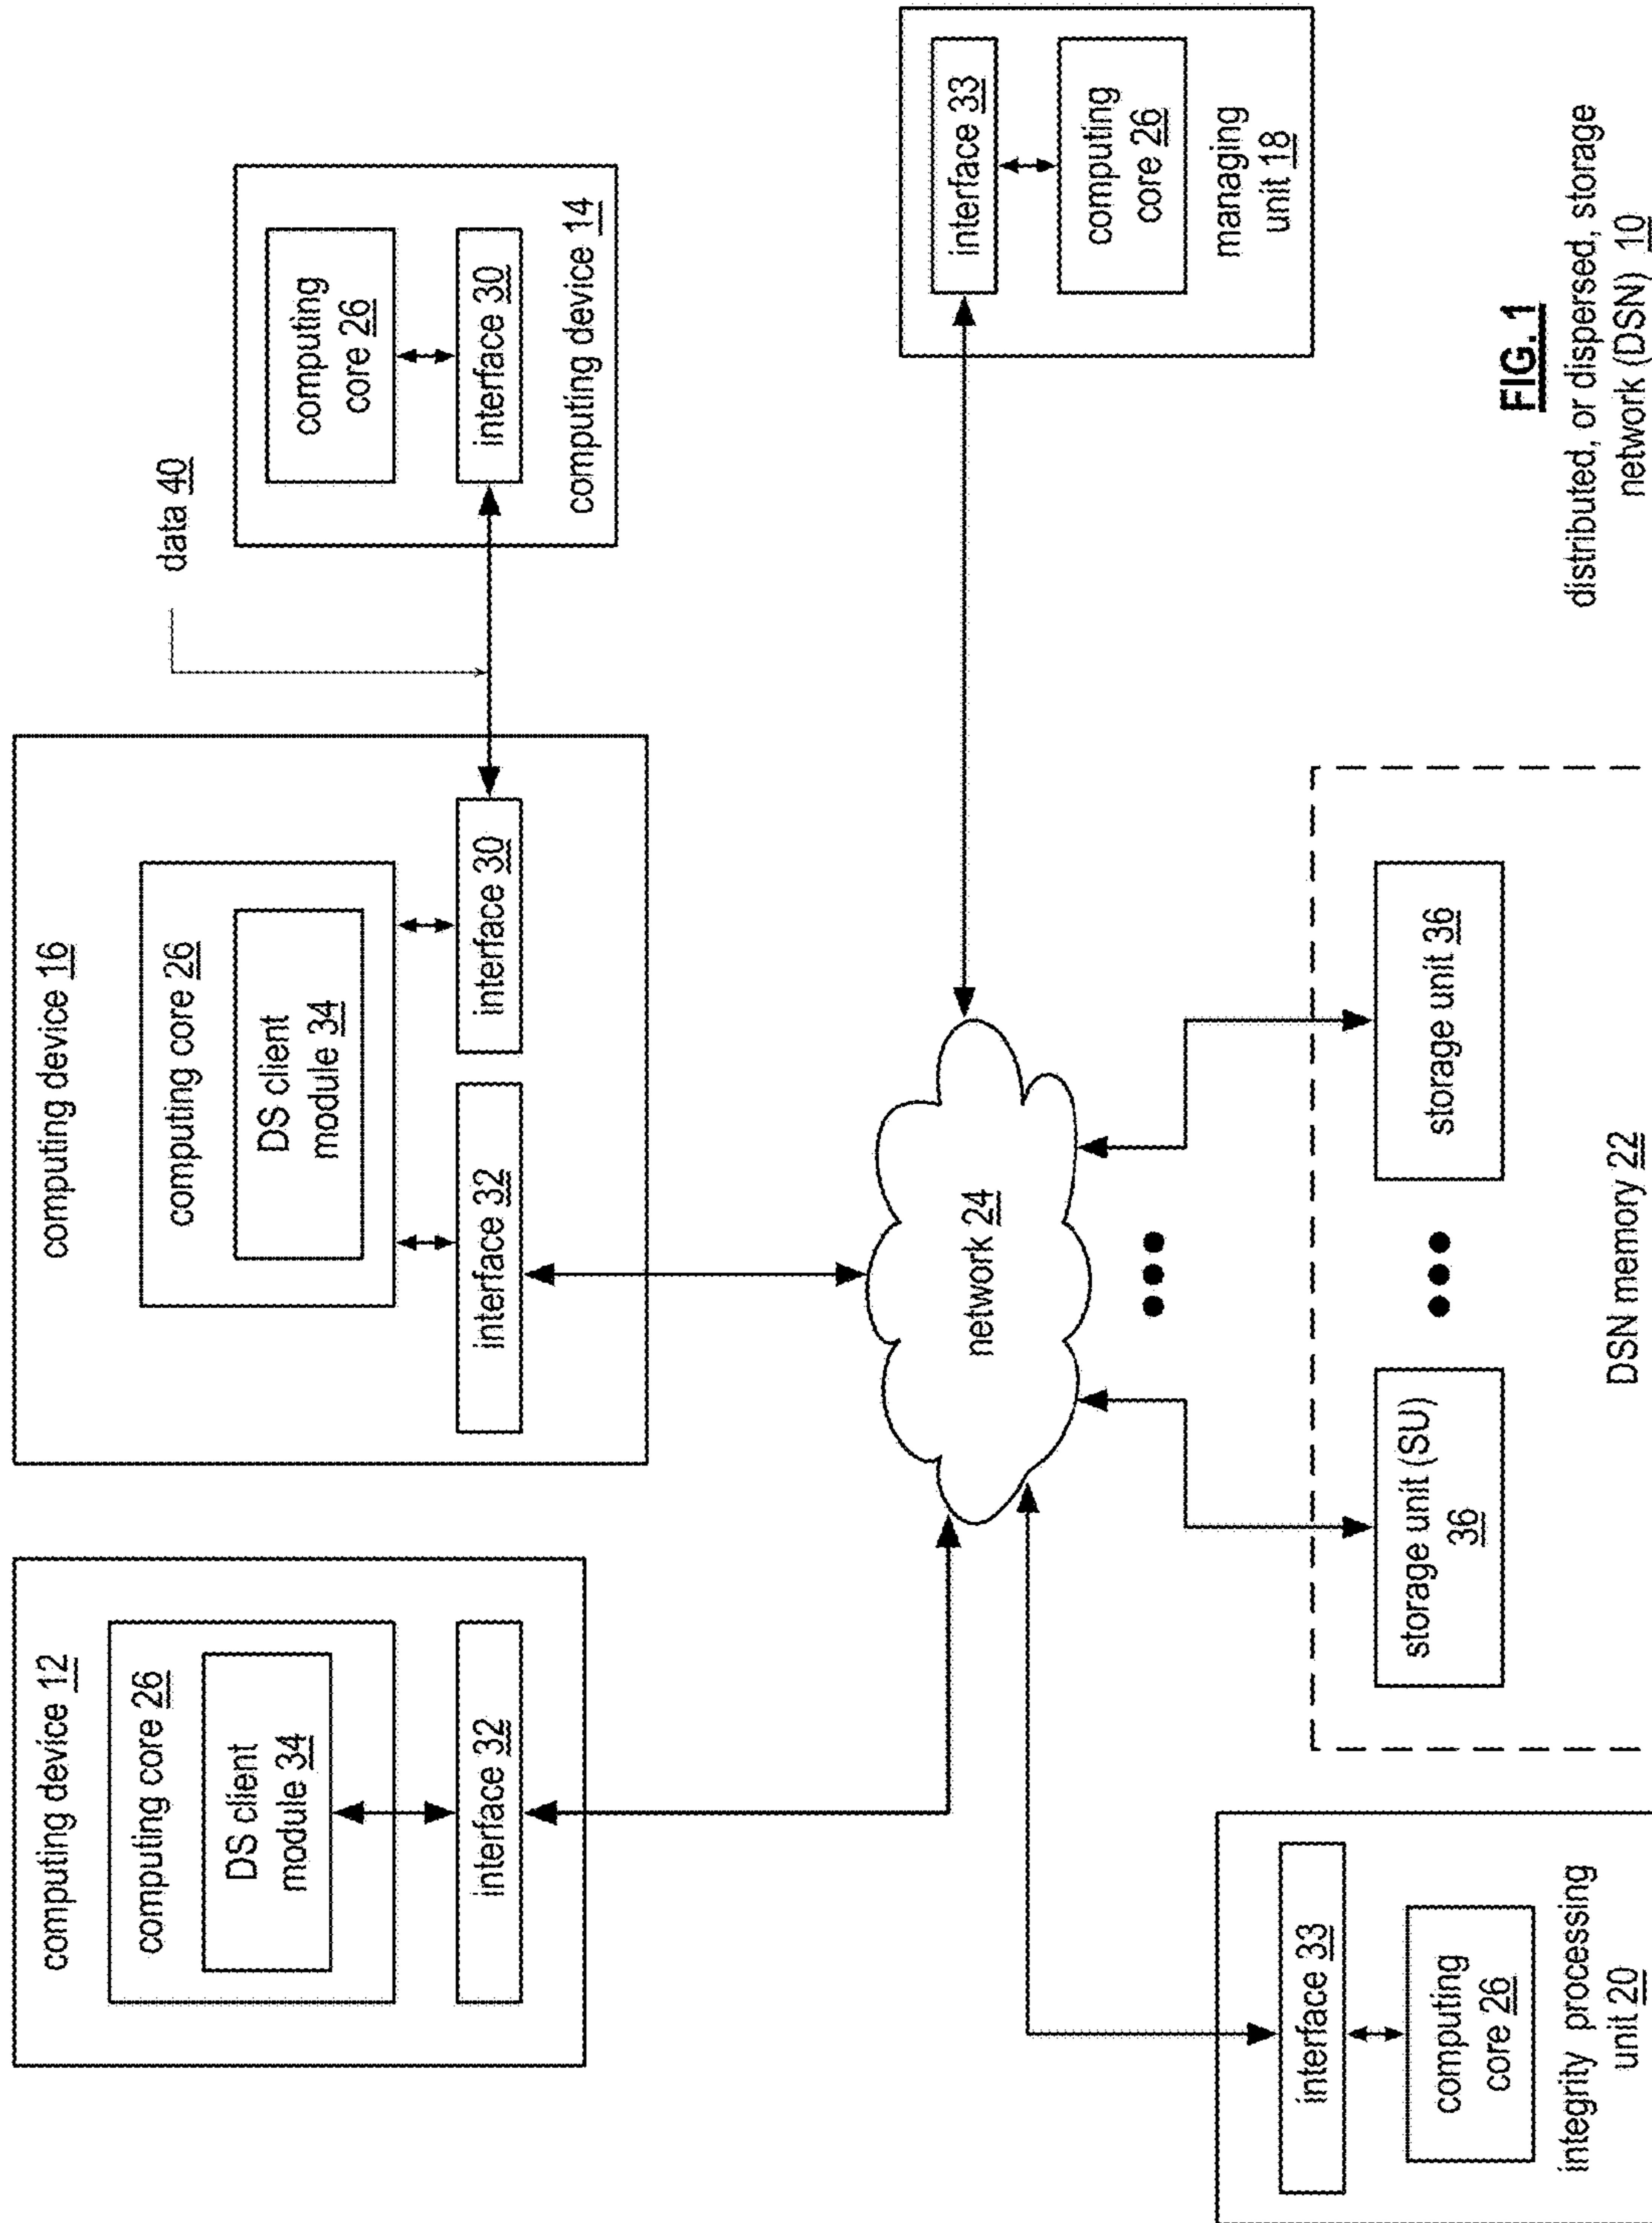 computing device 12
computing core 26
DS client
module 34
interface 32
computing device 16
computing core 26
DS client
module 34
interface 32
interface 30
data 40
computing
core 26
interface 30
computing device 14
network 24
interface 33
computing
core 26
managing
unit 18
interface 33
computing
core 26
integrity processing
unit 20
storage unit (SU)
36
storage unit 36
DSN memory 22
FIG. 1
distributed, or dispersed, storage
network (DSN) 10